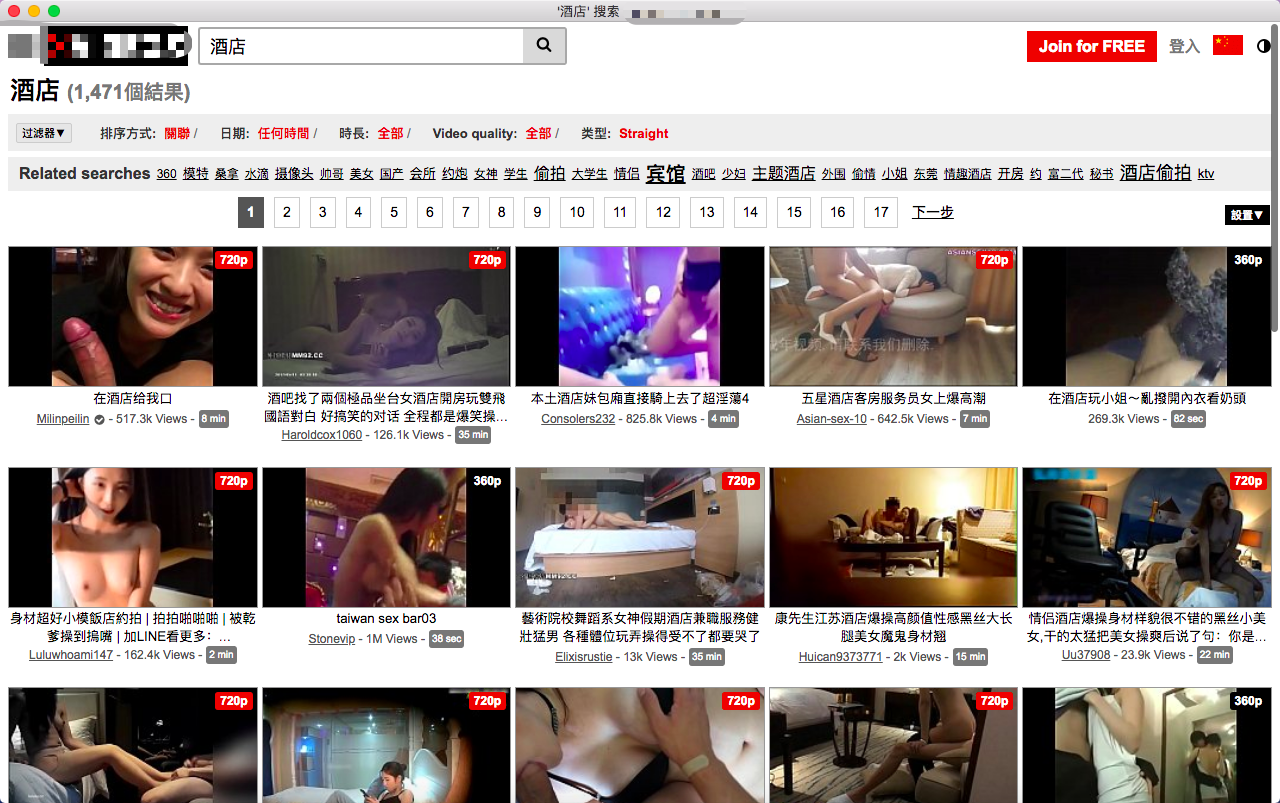 '酒店' 搜索
酒店
Join for FREE
登入
酒店 (1,471個結果)
过滤器▼ 排序方式: 關聯 / 日期: 任何時間 / 時長: 全部 / Video quality: 全部 / 类型: Straight
Related searches 360 模特 桑拿 水滴 摄像头 帅哥 美女 国产 会所 约炮 女神 学生 偷拍 大学生 情侣 宾馆 酒吧 少妇 主题酒店 外围 偷情 小姐 东莞 情趣酒店 开房 约 富二代 秘书 酒店偷拍 ktv
1 2 3 4 5 6 7 8 9 10 11 12 13 14 15 16 17 下一步
設置▼
720p
720p
720p
360p
在酒店给我口
Milinpeilin - 517.3k Views - 8 min
酒吧找了兩個極品坐台女酒店開房玩雙飛
國語對白 好搞笑的对话 全程都是爆笑操…
Haroldcox1060 - 126.1k Views - 35 min
本土酒店妹包廂直接騎上去了超淫蕩4
Consolers232 - 825.8k Views - 4 min
五星酒店客房服务员女上爆高潮
Asian-sex-10 - 642.5k Views - 7 min
在酒店玩小姐～亂撥開內衣看奶頭
269.3k Views - 82 sec
720p
360p
720p
720p
身材超好小模飯店約拍 | 拍拍啪啪啪 | 被乾
爹操到搗嘴 | 加LINE看更多: …
Luluwhoami147 - 162.4k Views - 2 min
taiwan sex bar03
Stonevip - 1M Views - 38 sec
藝術院校舞蹈系女神假期酒店兼職服務健
壯猛男 各種體位玩弄操得受不了都要哭了
Elixisrustie - 13k Views - 35 min
康先生江苏酒店爆操高颜值性感黑丝大长
腿美女魔鬼身材翘
Huican9373771 - 2k Views - 15 min
情侣酒店爆操身材样貌很不错的黑丝小美
女,干的太猛把美女操爽后说了句：你是…
Uu37908 - 23.9k Views - 22 min
720p
720p
720p
720p
360p